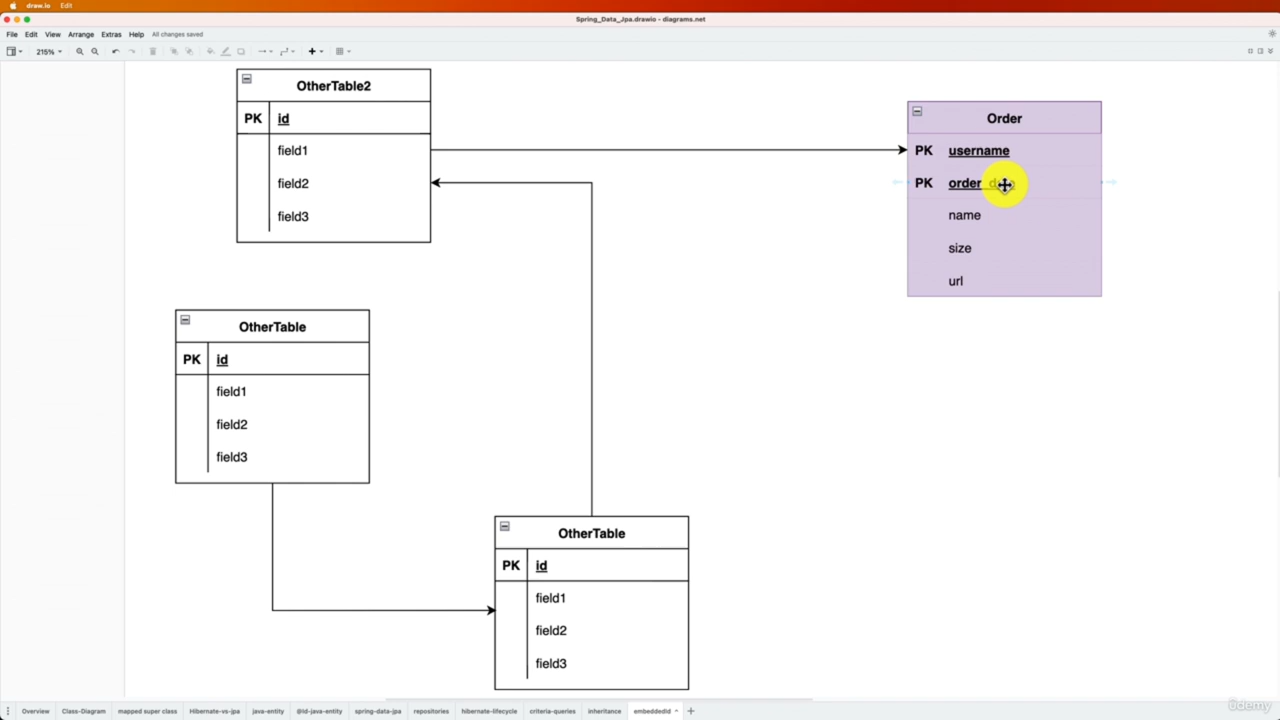 draw.io Edit
Spring_Data_Jpa.drawio - diagrams.net
File Edit View Arrange Extras Help All changes saved
215%
OtherTable2
PK id
field1
field2
field3
Order
PK username
PK order
name
size
url
OtherTable
PK id
field1
field2
field3
OtherTable
PK id
field1
field2
field3
Overview Class-Diagram mapped super class Hibernate-vs-jpa java-entity @id-java-entity spring-data-jpa repositories hibernate-lifecycle criteria-queries inheritance embeddedId
ûdemy